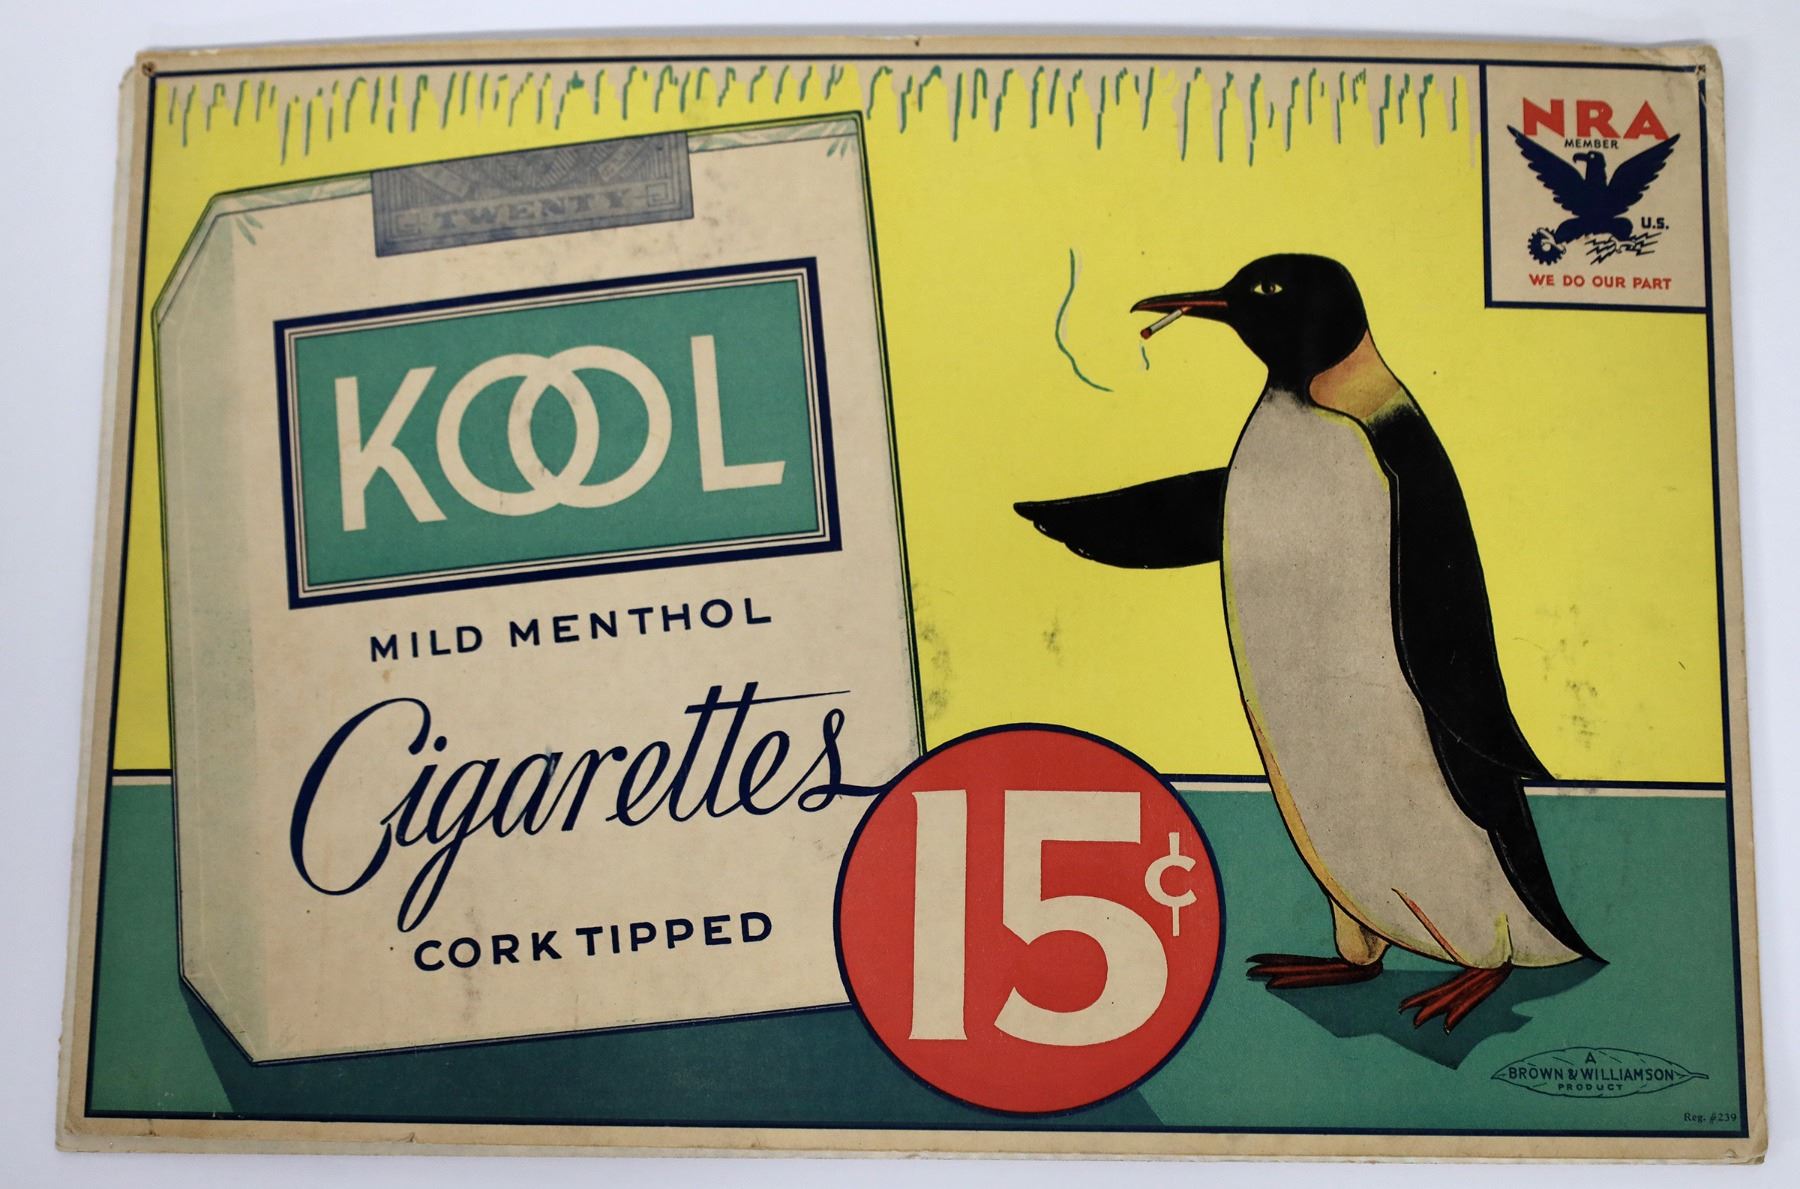 TWENTY
KOOL
MILD MENTHOL
Cigarettes
CORK TIPPED
15¢
NRA
MEMBER
U.S.
WE DO OUR PART
A
BROWN & WILLIAMSON
PRODUCT
Reg. #239